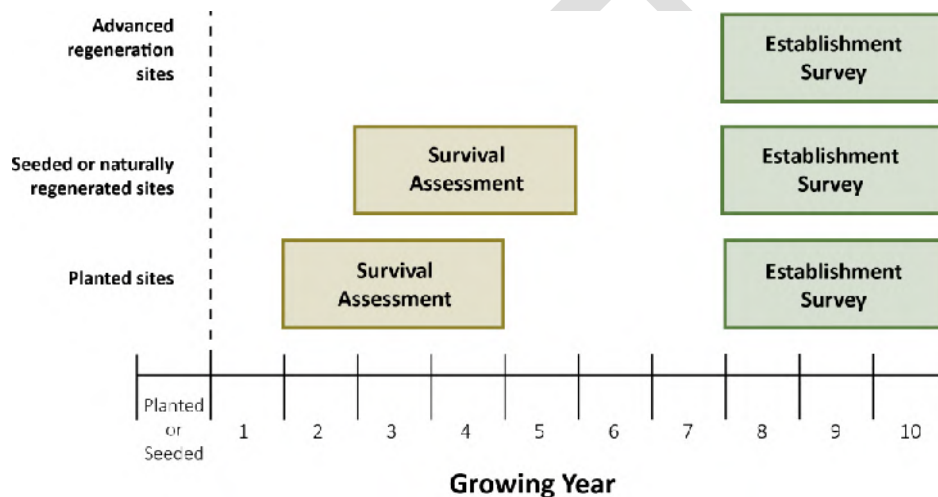 Advanced
regeneration
sites
Establishment
Survey
Seeded or naturally
regenerated sites
Survival
Assessment
Establishment
Survey
Planted sites
Survival
Assessment
Establishment
Survey
Planted
or
Seeded
1 2 3 4 5 6 7 8 9 10
Growing Year